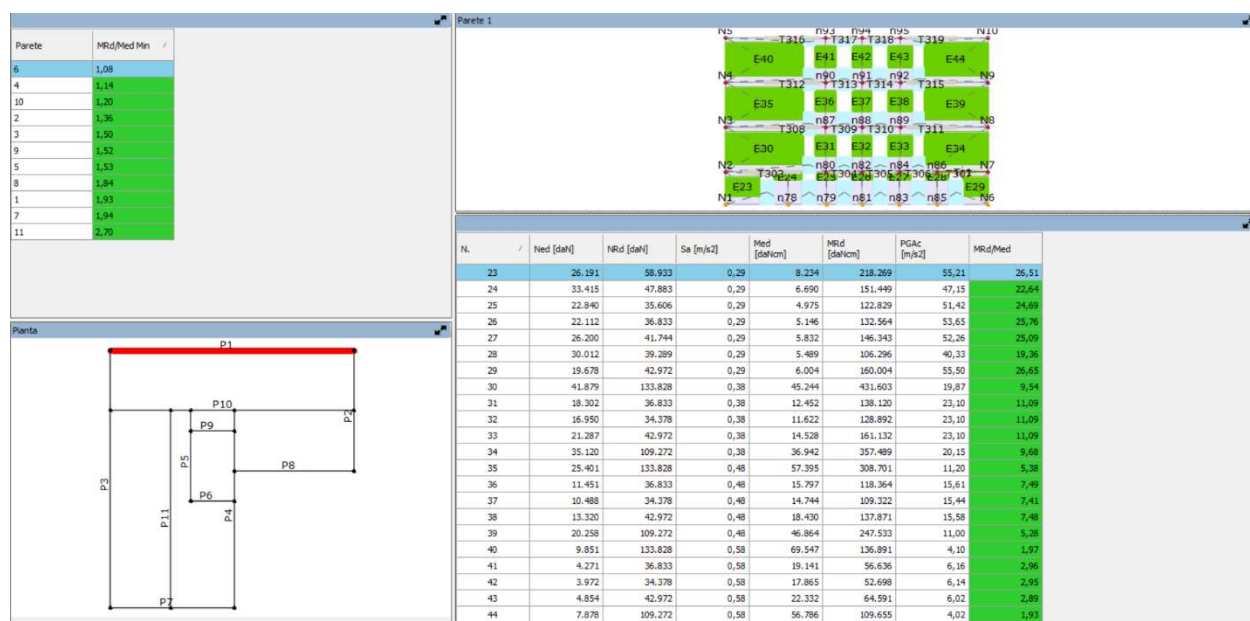 Parete MRd/Med Min
6 1,08
4 1,14
10 1,20
2 1,36
3 1,50
9 1,52
5 1,53
8 1,84
1 1,93
7 1,94
11 2,70
Pianta
P1
P10
P2
P9
P5
P8
P3
P6
P11
P4
P7
Parete 1
N5 n93 n94 n95 N10
T316 T317 T318 T319
E40 E41 E42 E43 E44
N4 n90 n91 n92 N9
T312 T313 T314 T315
E35 E36 E37 E38 E39
N3 n87 n88 n89 N8
T308 T309 T310 T311
E30 E31 E32 E33 E34
N2 n80 n82 n84 n86 N7
E23 E24 E29
N1 n78 n79 n81 n83 n85 N6
N. Ned [daN] NRd [daN] Sa [m/s2] Med [daNcm] MRd [daNcm] PGAc [m/s2] MRd/Med
23 26.191 58.933 0,29 8.234 218.269 55,21 26,51
24 33.415 47.883 0,29 6.690 151.449 47,15 22,64
25 22.840 35.606 0,29 4.975 122.829 51,42 24,69
26 22.112 36.833 0,29 5.146 132.564 53,65 25,76
27 26.200 41.744 0,29 5.832 146.343 52,26 25,09
28 30.012 39.289 0,29 5.489 106.296 40,33 19,36
29 19.678 42.972 0,29 6.004 160.004 55,50 26,65
30 41.879 133.828 0,38 45.244 431.603 19,87 9,54
31 18.302 36.833 0,38 12.452 138.120 23,10 11,09
32 16.950 34.378 0,38 11.622 128.892 23,10 11,09
33 21.287 42.972 0,38 14.528 161.132 23,10 11,09
34 35.120 109.272 0,38 36.942 357.489 20,15 9,68
35 25.401 133.828 0,48 57.395 308.701 11,20 5,38
36 11.451 36.833 0,48 15.797 118.364 15,61 7,49
37 10.488 34.378 0,48 14.744 109.322 15,44 7,41
38 13.320 42.972 0,48 18.430 137.871 15,58 7,48
39 20.258 109.272 0,48 46.864 247.533 11,00 5,28
40 9.851 133.828 0,58 69.547 136.891 4,10 1,97
41 4.271 36.833 0,58 19.141 56.636 6,16 2,96
42 3.972 34.378 0,58 17.865 52.698 6,14 2,95
43 4.854 42.972 0,58 22.332 64.591 6,02 2,89
44 7.878 109.272 0,58 56.786 109.655 4,02 1,93